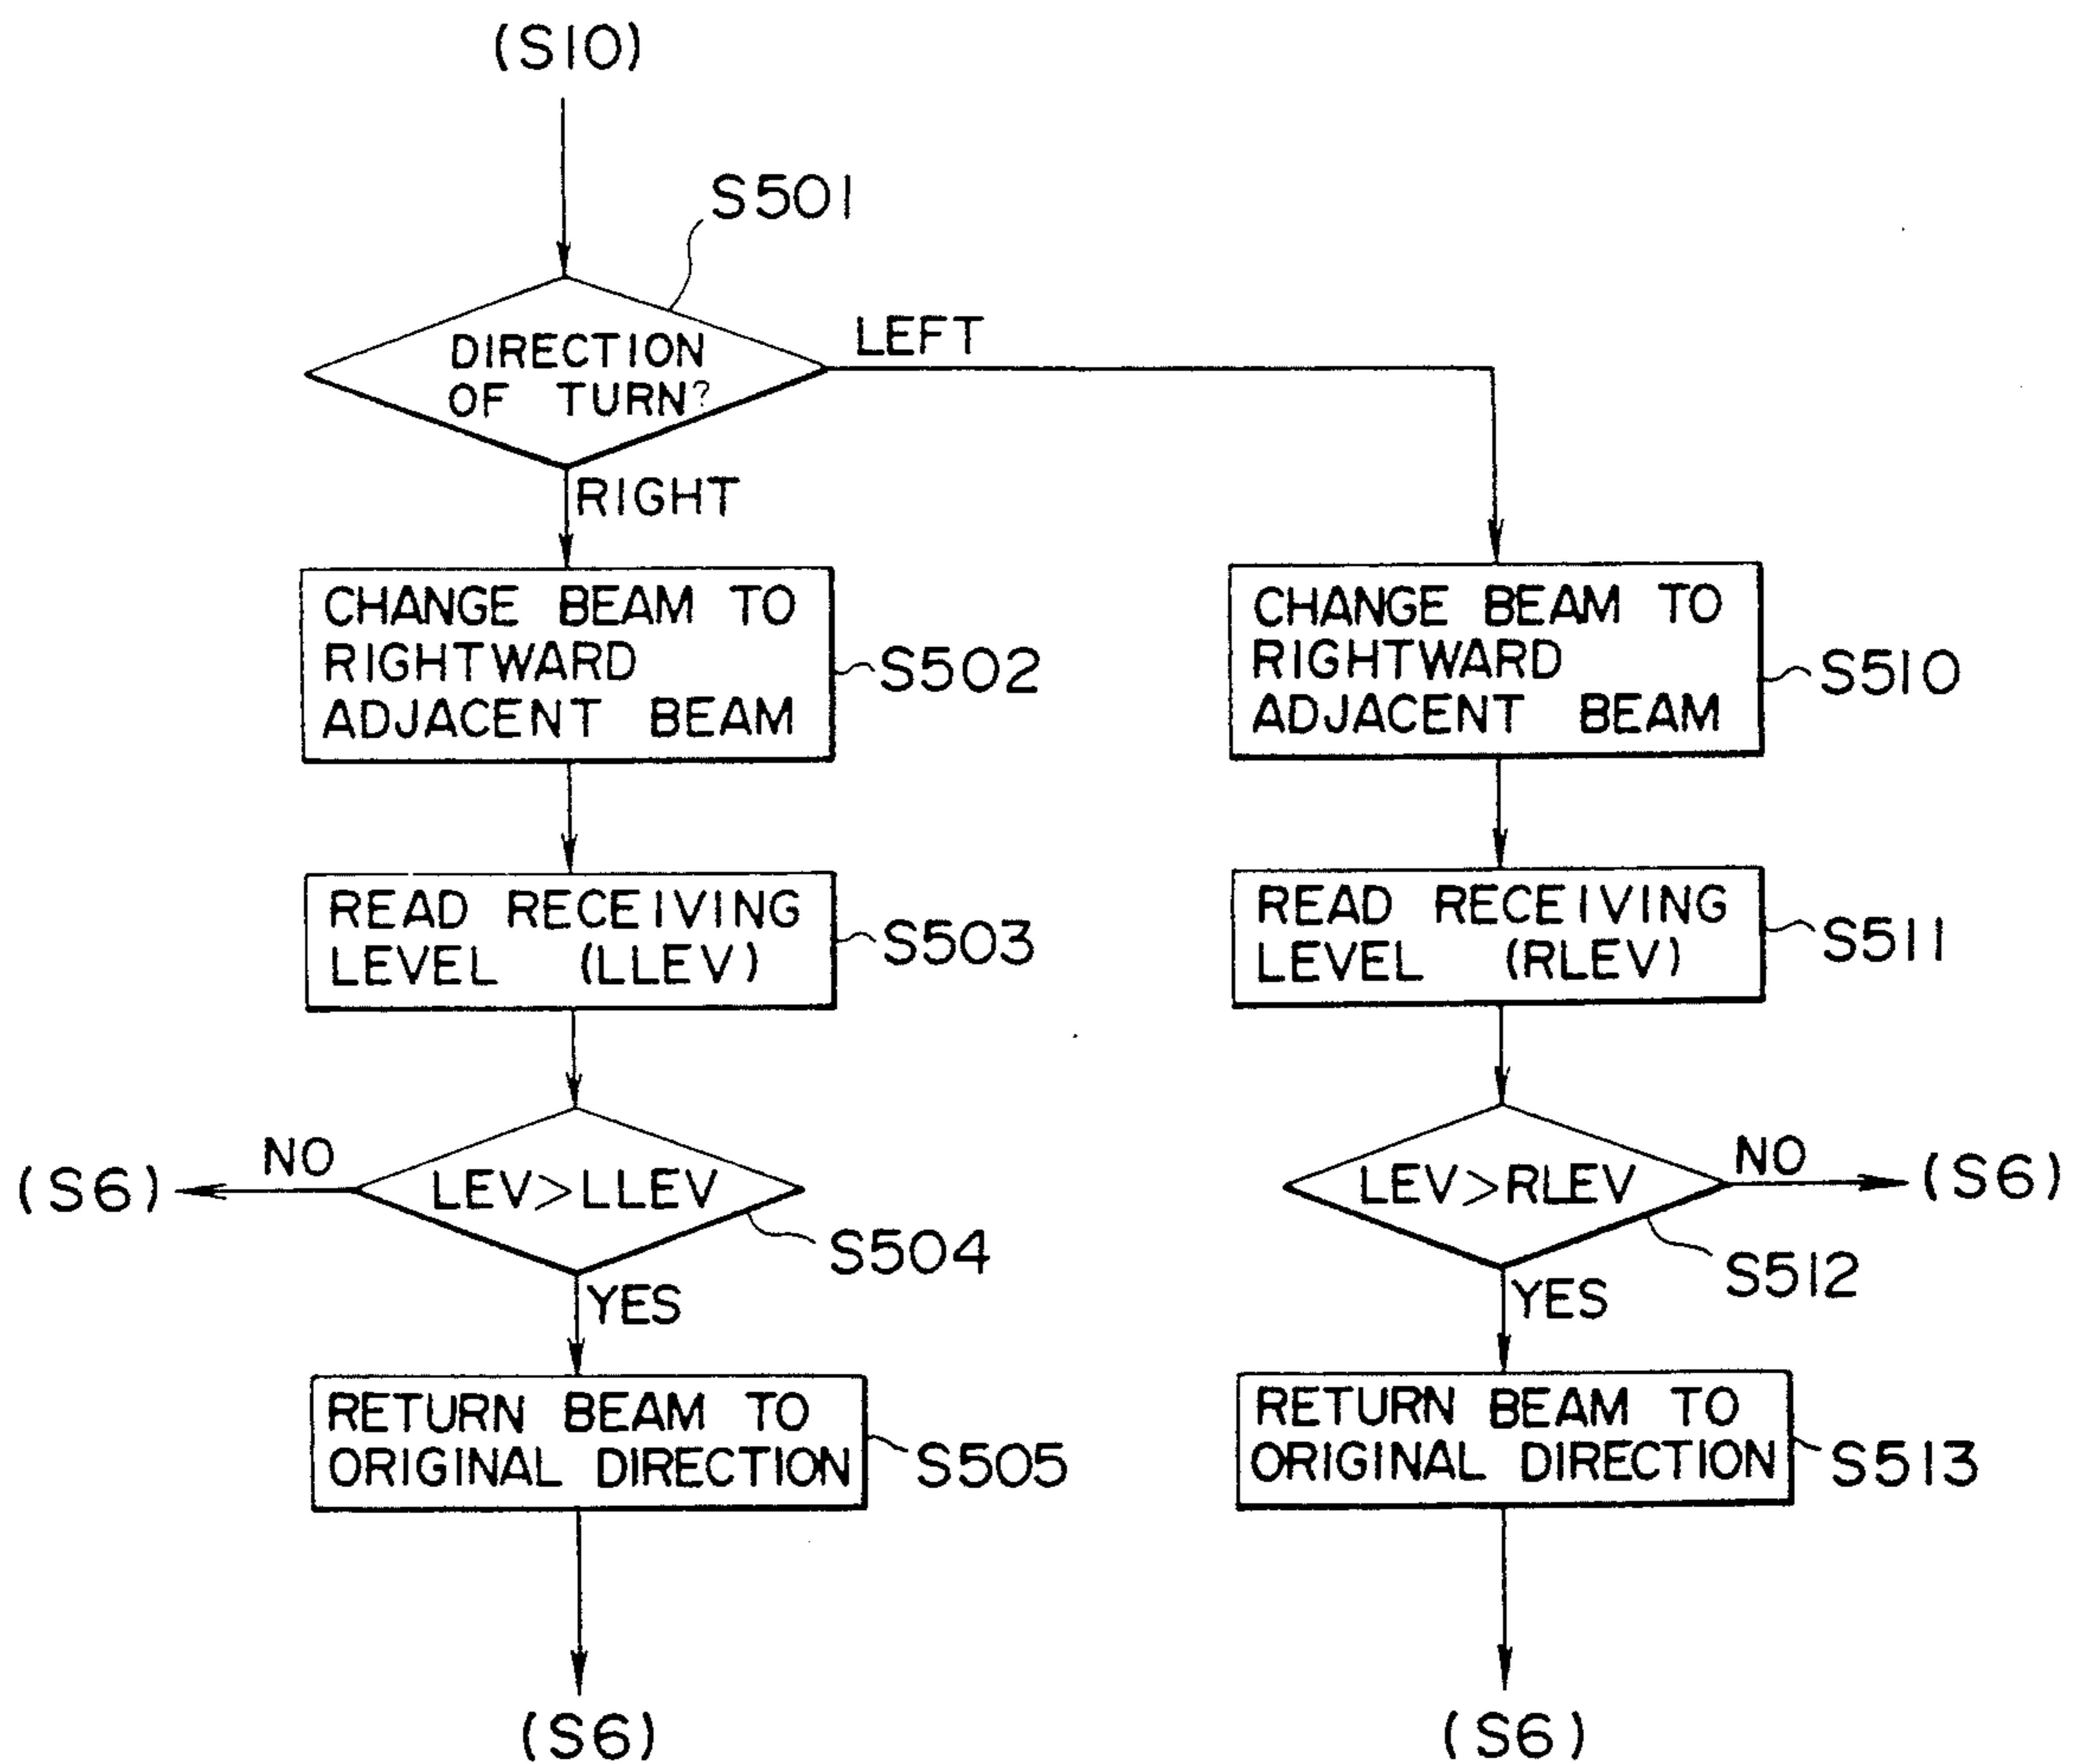 (S10)
S501
DIRECTION
OF TURN?
LEFT
RIGHT
CHANGE BEAM TO
RIGHTWARD
ADJACENT BEAM
S502
CHANGE BEAM TO
RIGHTWARD
ADJACENT BEAM
S510
READ RECEIVING
LEVEL (LLEV)
S503
READ RECEIVING
LEVEL (RLEV)
S511
(S6)
NO
LEV>LLEV
S504
YES
LEV>RLEV
NO
(S6)
S512
YES
RETURN BEAM TO
ORIGINAL DIRECTION
S505
RETURN BEAM TO
ORIGINAL DIRECTION
S513
(S6)
(S6)